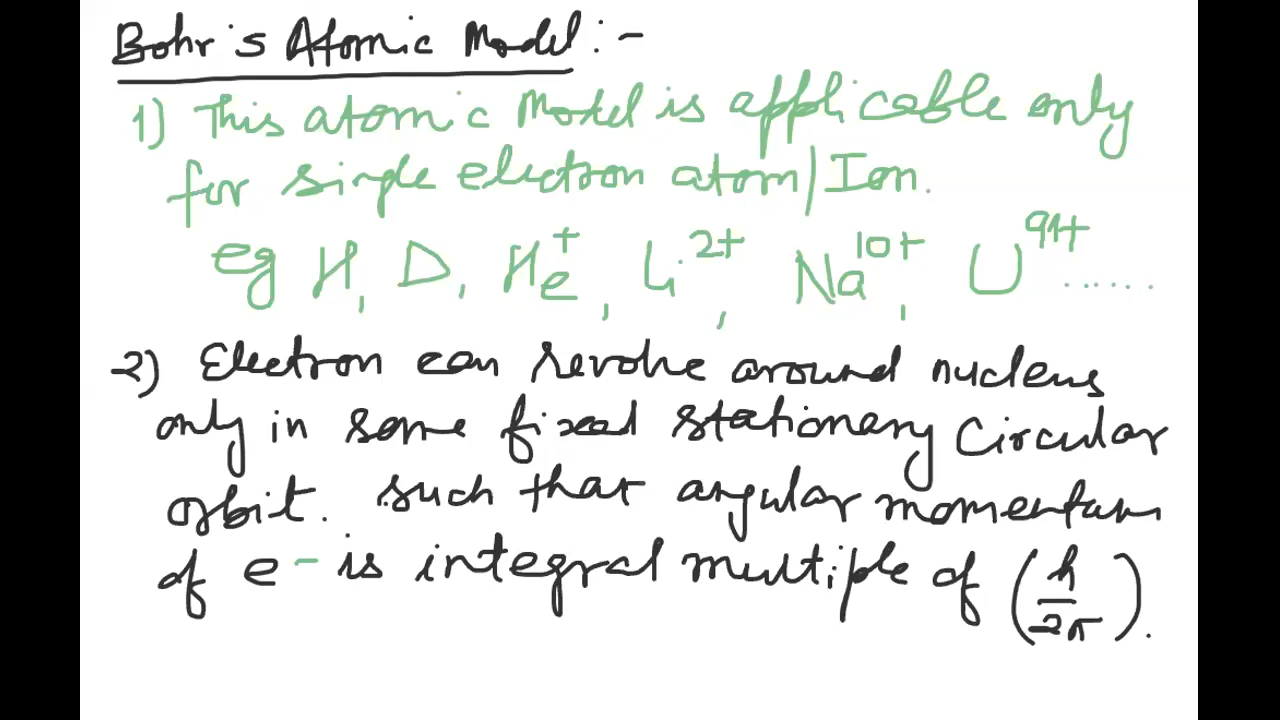 Bohr's Atomic Model :-
1) This atomic Model is applicable only
for single electron atom/Ion.
eg H, D, He⁺, Li²⁺, Na¹⁰⁺, U⁹¹⁺ ......
2) Electron can revolve around nucleus
only in some fixed stationery Circular
orbit. such that angular momentum
of e - is integral multiple of (h/2π).